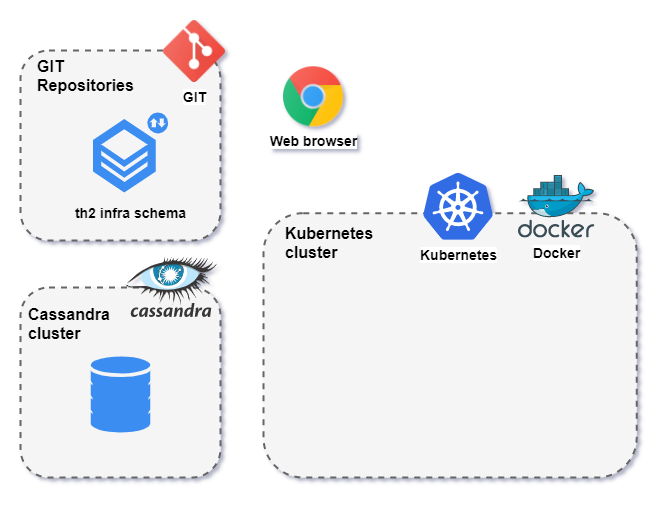 GIT
Repositories
GIT
th2 infra schema
Web browser
Kubernetes
cluster
Kubernetes
docker
Docker
cassandra
Cassandra
cluster